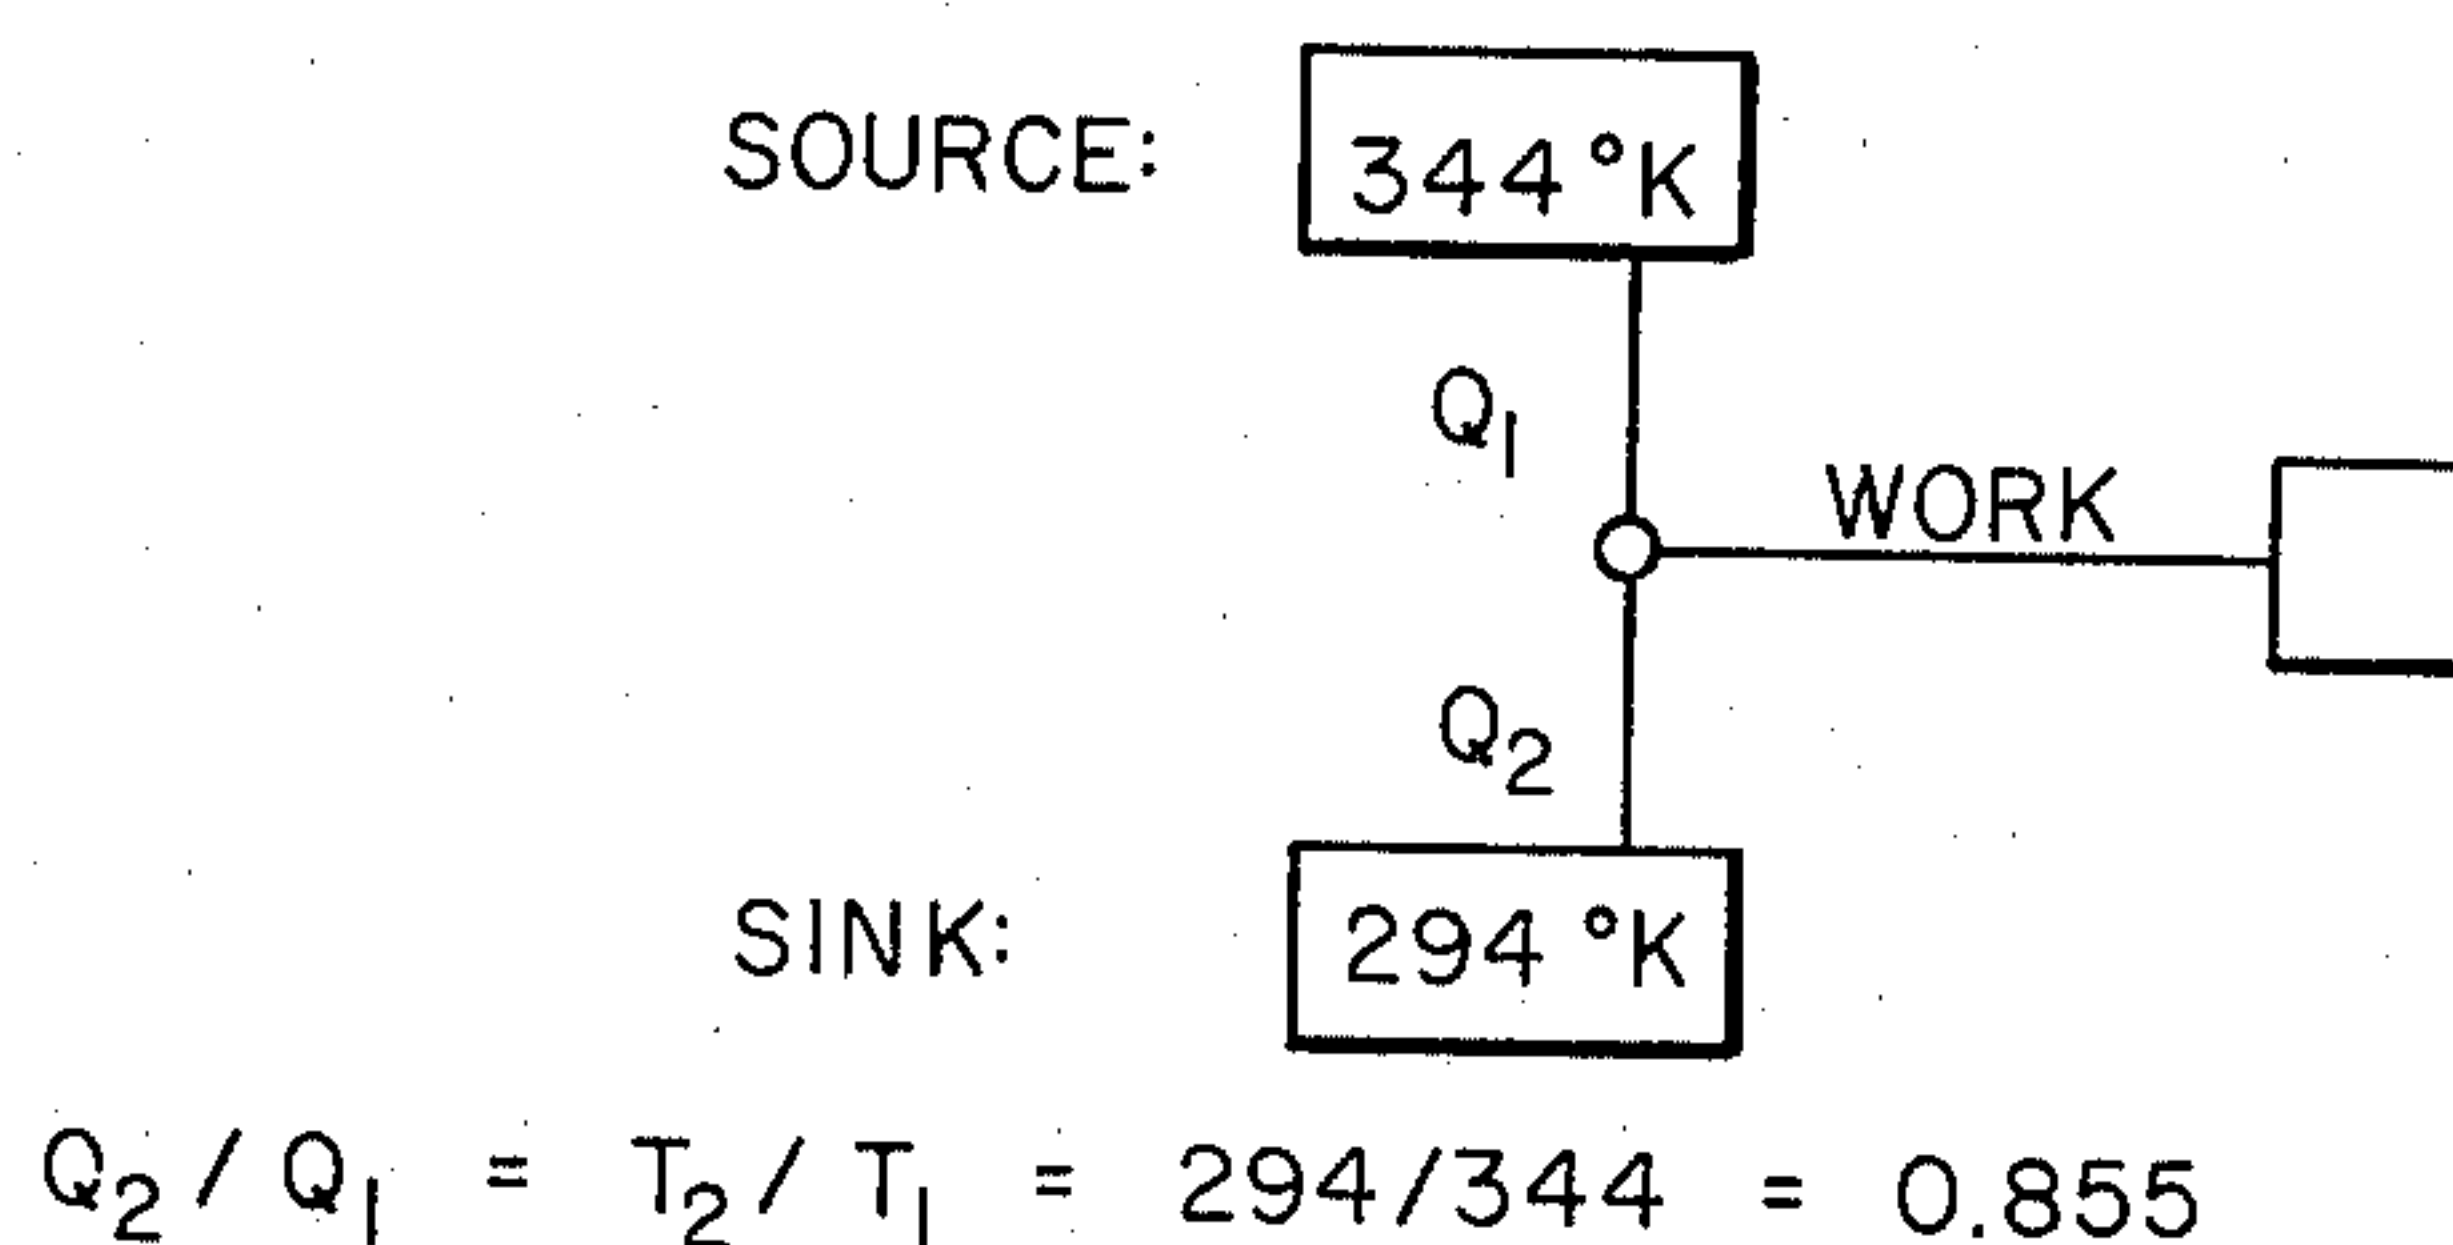 SOURCE: 344 °K
Q₁
WORK
Q₂
SINK: 294 °K
Q₂ / Q₁ = T₂ / T₁ = 294/344 = 0.855